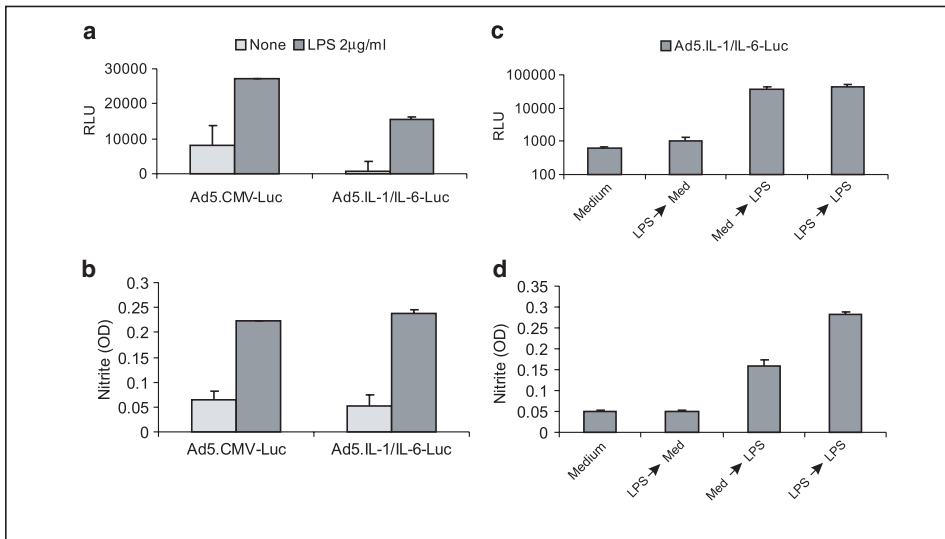 a
None LPS 2µg/ml
30000
20000
10000
0
RLU
Ad5.CMV-Luc Ad5.IL-1/IL-6-Luc
c
Ad5.IL-1/IL-6-Luc
100000
10000
1000
100
RLU
Medium
LPS → Med
Med → LPS
LPS → LPS
b
0.3
0.25
0.2
0.15
0.1
0.05
0
Nitrite (OD)
Ad5.CMV-Luc Ad5.IL-1/IL-6-Luc
d
0.35
0.3
0.25
0.2
0.15
0.1
0.05
0
Nitrite (OD)
Medium
LPS → Med
Med → LPS
LPS → LPS